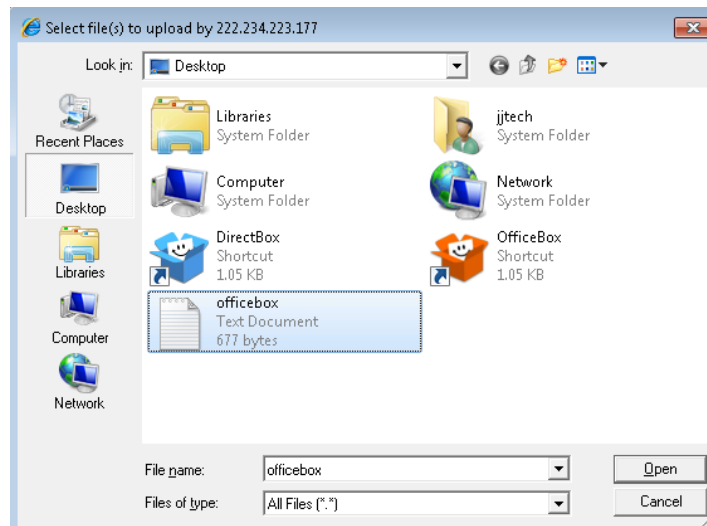 Select file(s) to upload by 222.234.223.177
Look in: Desktop
Recent Places
Desktop
Libraries
Computer
Network
Libraries
System Folder
jjtech
System Folder
Computer
System Folder
Network
System Folder
DirectBox
Shortcut
1.05 KB
OfficeBox
Shortcut
1.05 KB
officebox
Text Document
677 bytes
File name: officebox Open
Files of type: All Files (*.*) Cancel